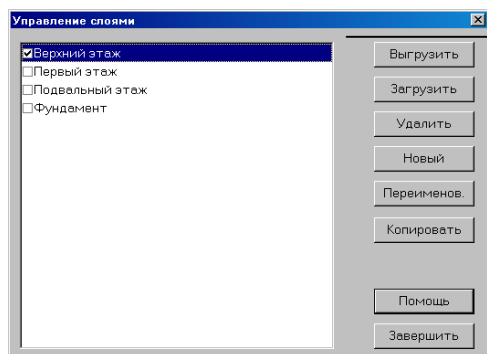 Управление слоями
Верхний этаж
Первый этаж
Подвальный этаж
Фундамент
Выгрузить
Загрузить
Удалить
Новый
Переименов.
Копировать
Помощь
Завершить